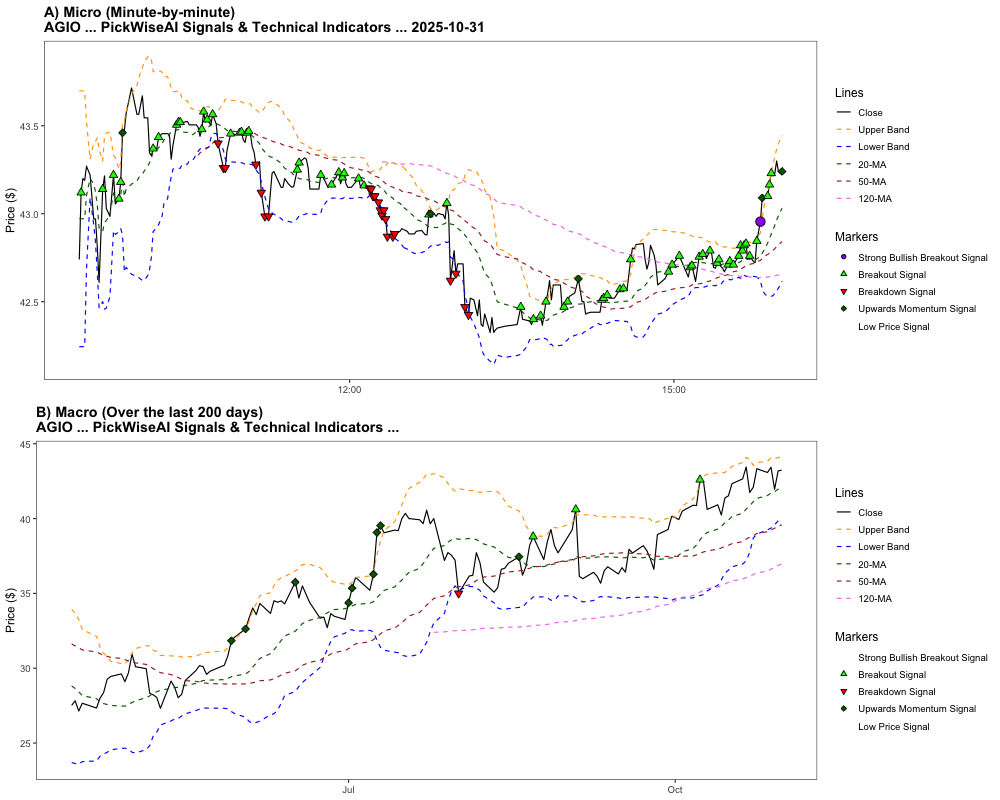 A) Micro (Minute-by-minute)
AGIO ... PickWiseAI Signals & Technical Indicators ... 2025-10-31
Price ($)
43.5
43.0
42.5
12:00
15:00
Lines
Close
Upper Band
Lower Band
20-MA
50-MA
120-MA
Markers
Strong Bullish Breakout Signal
Breakout Signal
Breakdown Signal
Upwards Momentum Signal
Low Price Signal
B) Macro (Over the last 200 days)
AGIO ... PickWiseAI Signals & Technical Indicators ...
Price ($)
45
40
35
30
25
Jul
Oct
Lines
Close
Upper Band
Lower Band
20-MA
50-MA
120-MA
Markers
Strong Bullish Breakout Signal
Breakout Signal
Breakdown Signal
Upwards Momentum Signal
Low Price Signal